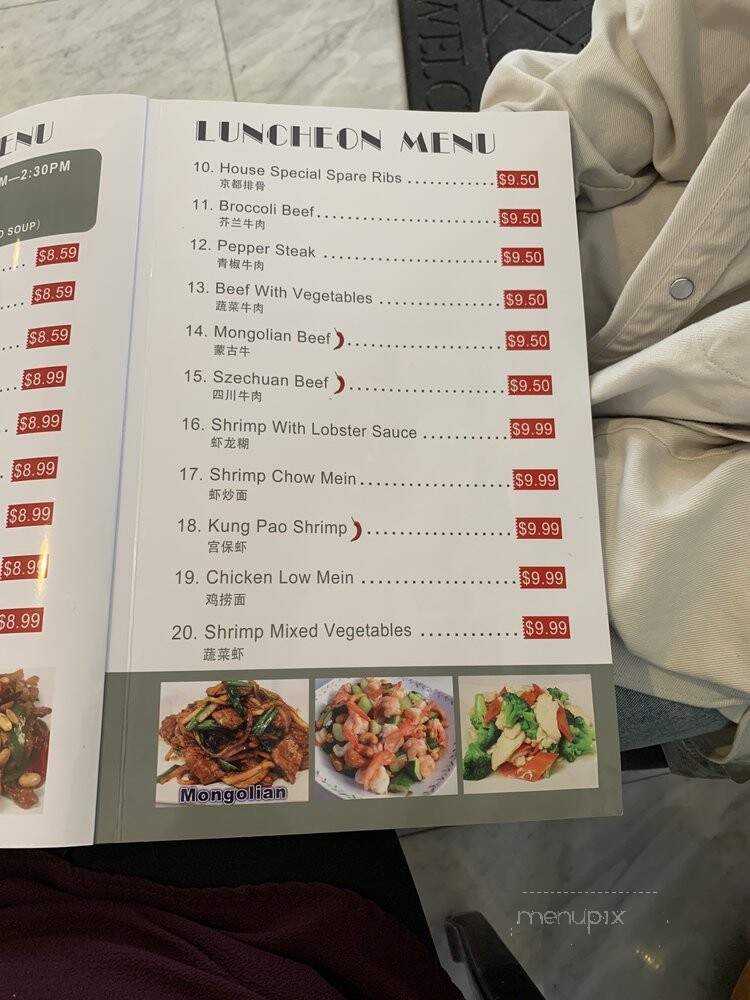 WELCO
ENU
M—2:30PM
SOUP)
$8.59
$8.59
$8.59
$8.99
$8.99
$8.99
$8.99
$8.99
$8.99
LUNCHEON MENU
10. House Special Spare Ribs ............ $9.50
京都排骨
11. Broccoli Beef........................ $9.50
芥兰牛肉
12. Pepper Steak ........................ $9.50
青椒牛肉
13. Beef With Vegetables ................ $9.50
蔬菜牛肉
14. Mongolian Beef ...................... $9.50
蒙古牛
15. Szechuan Beef ....................... $9.50
四川牛肉
16. Shrimp With Lobster Sauce ........... $9.99
虾龙糊
17. Shrimp Chow Mein..................... $9.99
虾炒面
18. Kung Pao Shrimp ..................... $9.99
宫保虾
19. Chicken Low Mein .................... $9.99
鸡捞面
20. Shrimp Mixed Vegetables ............ $9.99
蔬菜虾
Mongolian
menupix